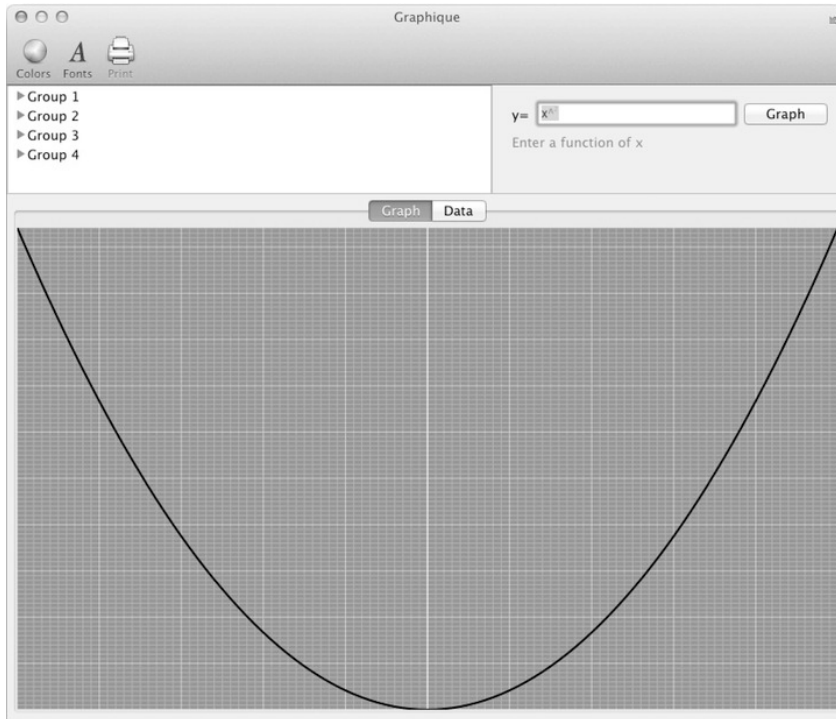 Graphique
Colors Fonts Print
Group 1
Group 2
Group 3
Group 4
y= Graph
Enter a function of x
Graph Data